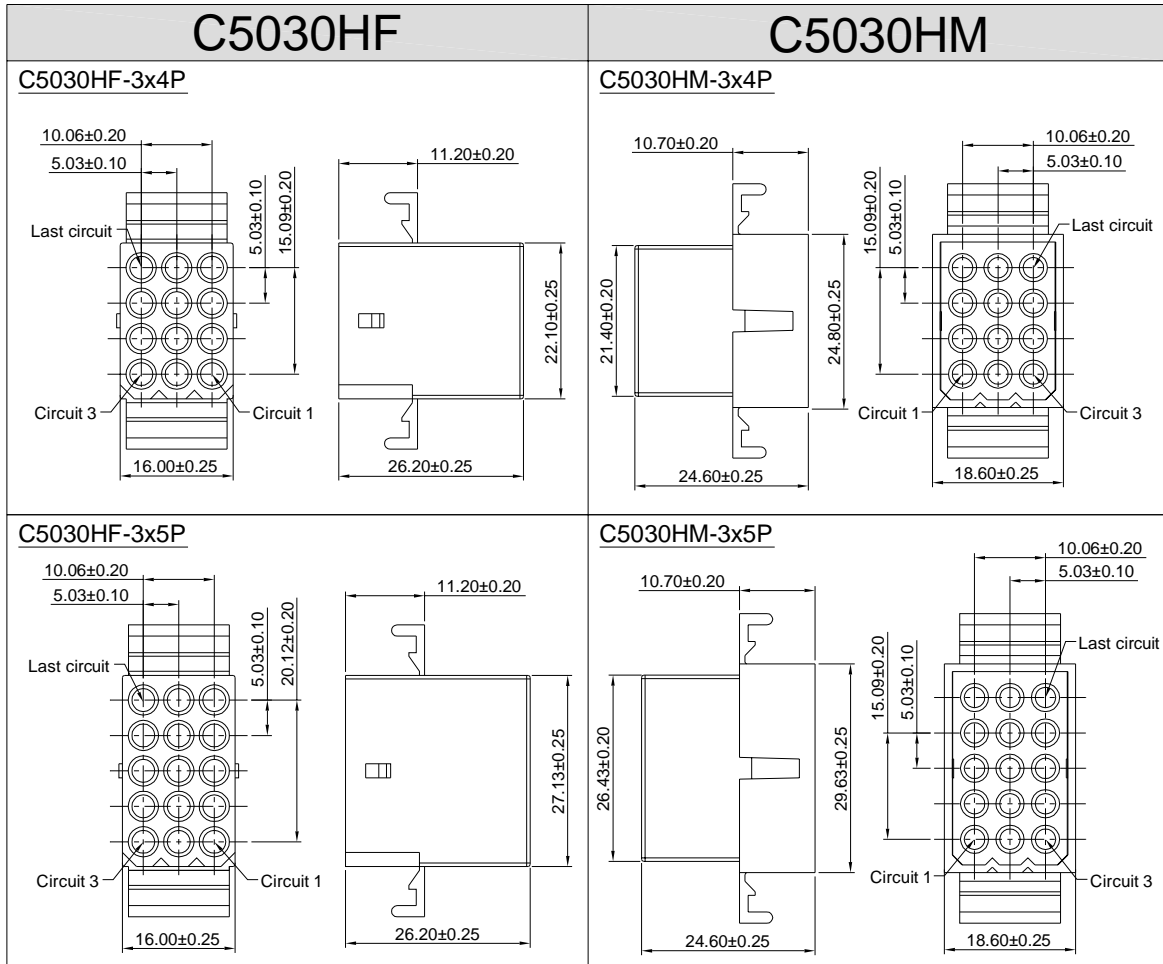 C5030HF
C5030HM
C5030HF-3x4P
10.06±0.20
5.03±0.10
11.20±0.20
5.03±0.10
15.09±0.20
Last circuit
22.10±0.25
Circuit 3
Circuit 1
16.00±0.25
26.20±0.25
C5030HM-3x4P
10.70±0.20
10.06±0.20
5.03±0.10
15.09±0.20
5.03±0.10
Last circuit
21.40±0.20
24.80±0.25
Circuit 1
Circuit 3
24.60±0.25
18.60±0.25
C5030HF-3x5P
10.06±0.20
5.03±0.10
11.20±0.20
5.03±0.10
20.12±0.20
Last circuit
27.13±0.25
Circuit 3
Circuit 1
16.00±0.25
26.20±0.25
C5030HM-3x5P
10.70±0.20
10.06±0.20
5.03±0.10
15.09±0.20
5.03±0.10
Last circuit
26.43±0.20
29.63±0.25
Circuit 1
Circuit 3
24.60±0.25
18.60±0.25